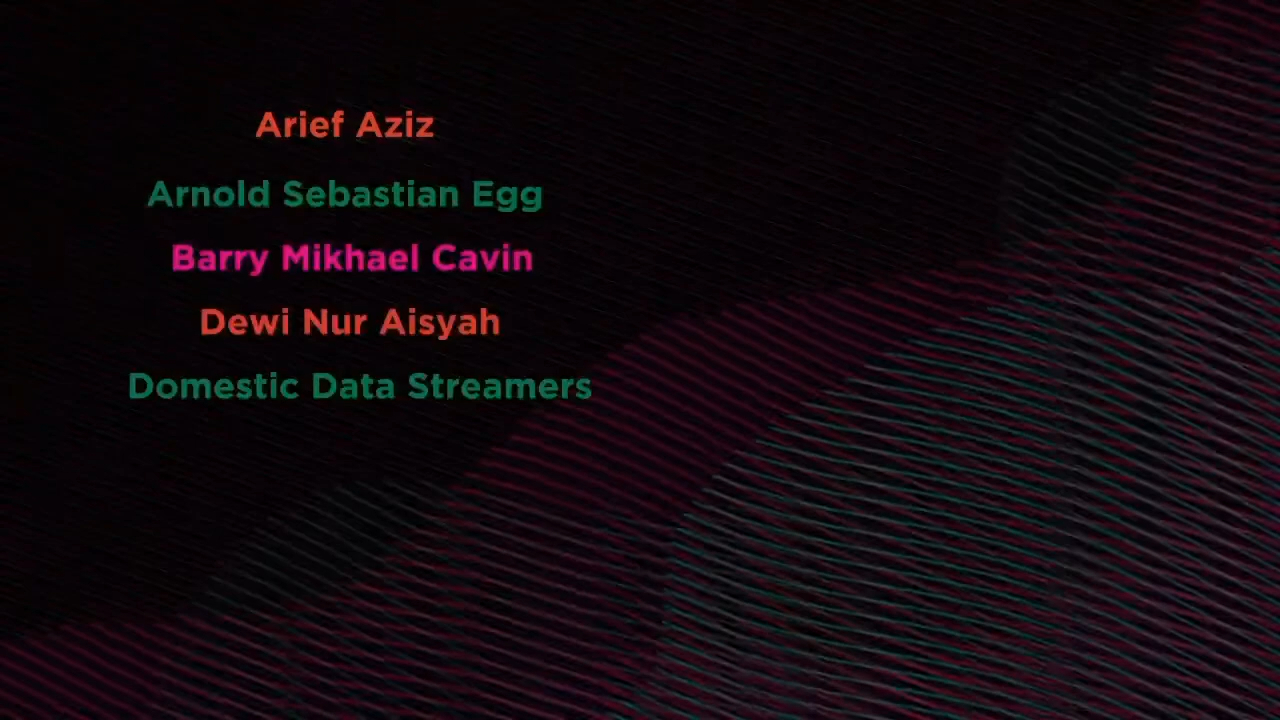 Arief Aziz
Arnold Sebastian Egg
Barry Mikhael Cavin
Dewi Nur Aisyah
Domestic Data Streamers